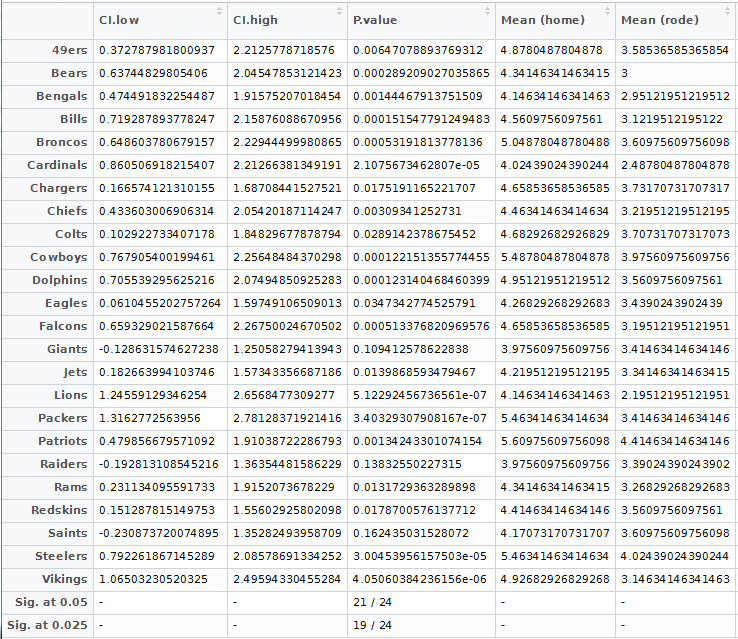 CI.low CI.high P.value Mean (home) Mean (rode)
49ers 0.372787981800937 2.2125778718576 0.00647078893769312 4.8780487804878 3.58536585365854
Bears 0.63744829805406 2.04547853121423 0.000289209027035865 4.34146341463415 3
Bengals 0.474491832254487 1.91575207018454 0.00144467913751509 4.14634146341463 2.95121951219512
Bills 0.719287893778247 2.15876088670956 0.000151547791249483 4.5609756097561 3.1219512195122
Broncos 0.648603780679157 2.22944499980865 0.00053191813778136 5.04878048780488 3.60975609756098
Cardinals 0.860506918215407 2.21266381349191 2.1075673462807e-05 4.02439024390244 2.48780487804878
Chargers 0.166574121310155 1.68708441527521 0.0175191165221707 4.65853658536585 3.73170731707317
Chiefs 0.433603006906314 2.05420187114247 0.00309341252731 4.46341463414634 3.21951219512195
Colts 0.102922733407178 1.84829677878794 0.0289142378675452 4.68292682926829 3.70731707317073
Cowboys 0.767905400199461 2.25648484370298 0.000122151355774455 5.48780487804878 3.97560975609756
Dolphins 0.705539295625216 2.07494850925283 0.000123140468460399 4.95121951219512 3.5609756097561
Eagles 0.0610455202757264 1.59749106509013 0.0347342774525791 4.26829268292683 3.4390243902439
Falcons 0.659329021587664 2.26750024670502 0.000513376820969576 4.65853658536585 3.19512195121951
Giants -0.128631574627238 1.25058279413943 0.109412578622838 3.97560975609756 3.41463414634146
Jets 0.182663994103746 1.57343356687186 0.0139868593479467 4.21951219512195 3.34146341463415
Lions 1.24559129346254 2.6568477309277 5.12292456736561e-07 4.14634146341463 2.19512195121951
Packers 1.3162772563956 2.78128371921416 3.40329307908167e-07 5.46341463414634 3.41463414634146
Patriots 0.479856679571092 1.91038722286793 0.00134243301074154 5.60975609756098 4.41463414634146
Raiders -0.192813108545216 1.36354481586229 0.13832550227315 3.97560975609756 3.39024390243902
Rams 0.231134095591733 1.9152073678229 0.0131729363289898 4.34146341463415 3.26829268292683
Redskins 0.151287815149753 1.55602925802098 0.0178700576137712 4.41463414634146 3.5609756097561
Saints -0.230873720074895 1.35282493958709 0.162435031528072 4.17073170731707 3.60975609756098
Steelers 0.792261867145289 2.08578691334252 3.00453956157503e-05 5.46341463414634 4.02439024390244
Vikings 1.06503230520325 2.49594330455284 4.05060384236156e-06 4.92682926829268 3.14634146341463
Sig. at 0.05 - - 21 / 24 - -
Sig. at 0.025 - - 19 / 24 - -